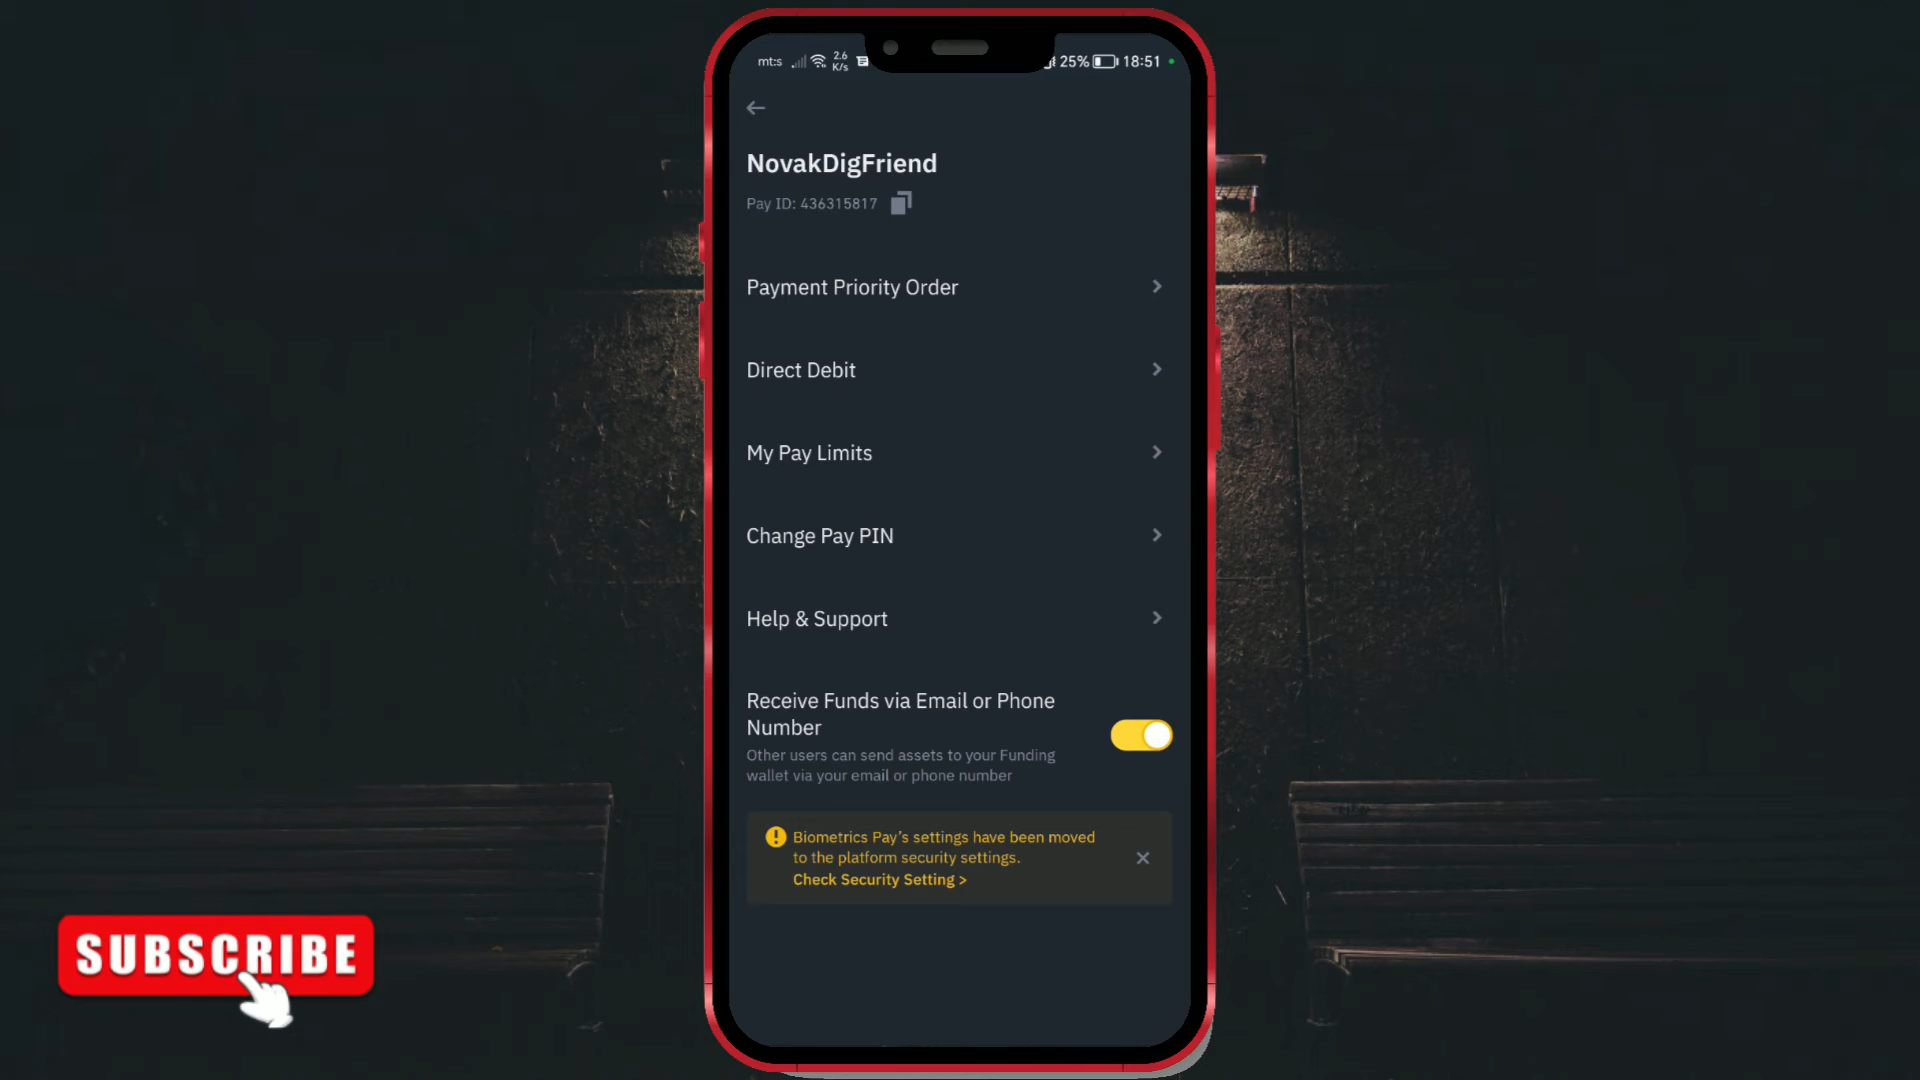 mt:s 2.6 K/s 25% 18:51
NovakDigFriend
Pay ID: 436315817
Payment Priority Order
Direct Debit
My Pay Limits
Change Pay PIN
Help & Support
Receive Funds via Email or Phone
Number
Other users can send assets to your Funding
wallet via your email or phone number
Biometrics Pay's settings have been moved
to the platform security settings.
Check Security Setting >
SUBSCRIBE